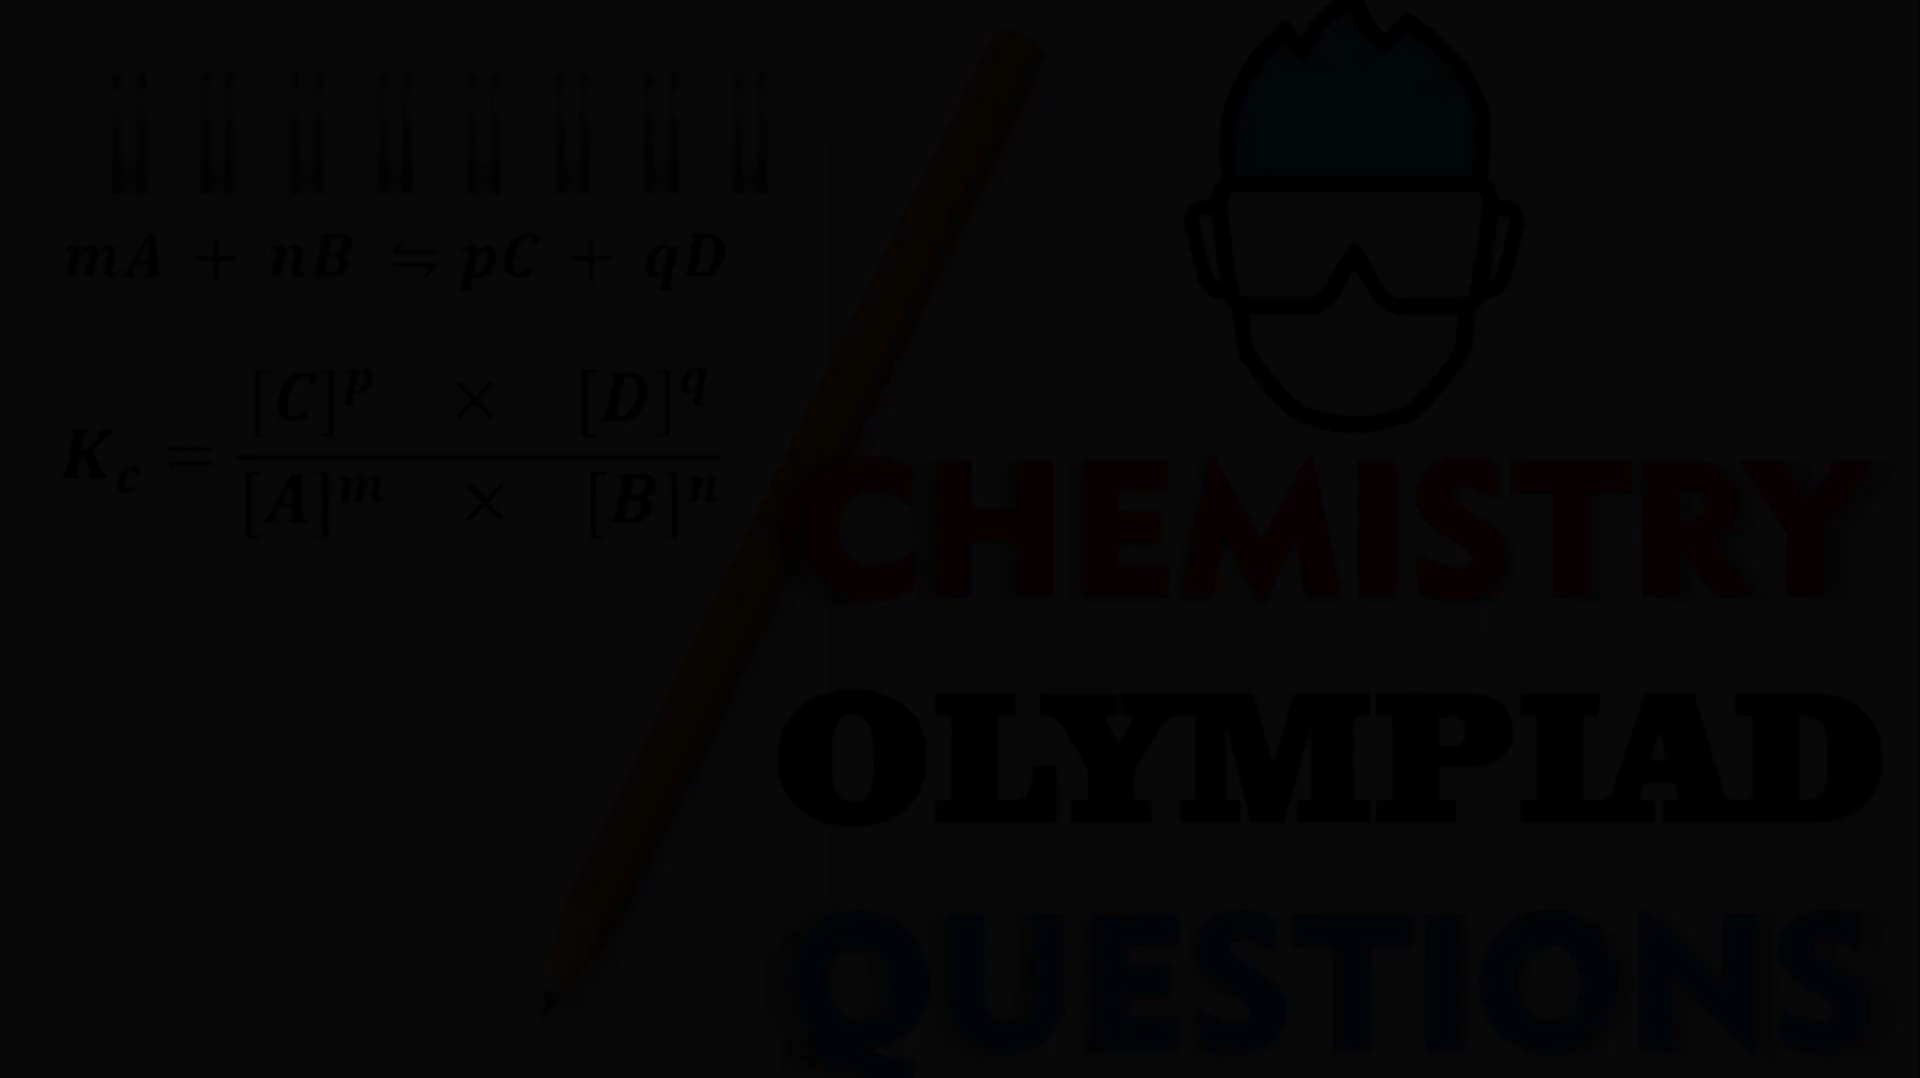 mA + nB ⇋ pC + qD
K_c = [C]^p × [D]^q / [A]^m × [B]^n
CHEMISTRY
OLYMPIAD
QUESTIONS